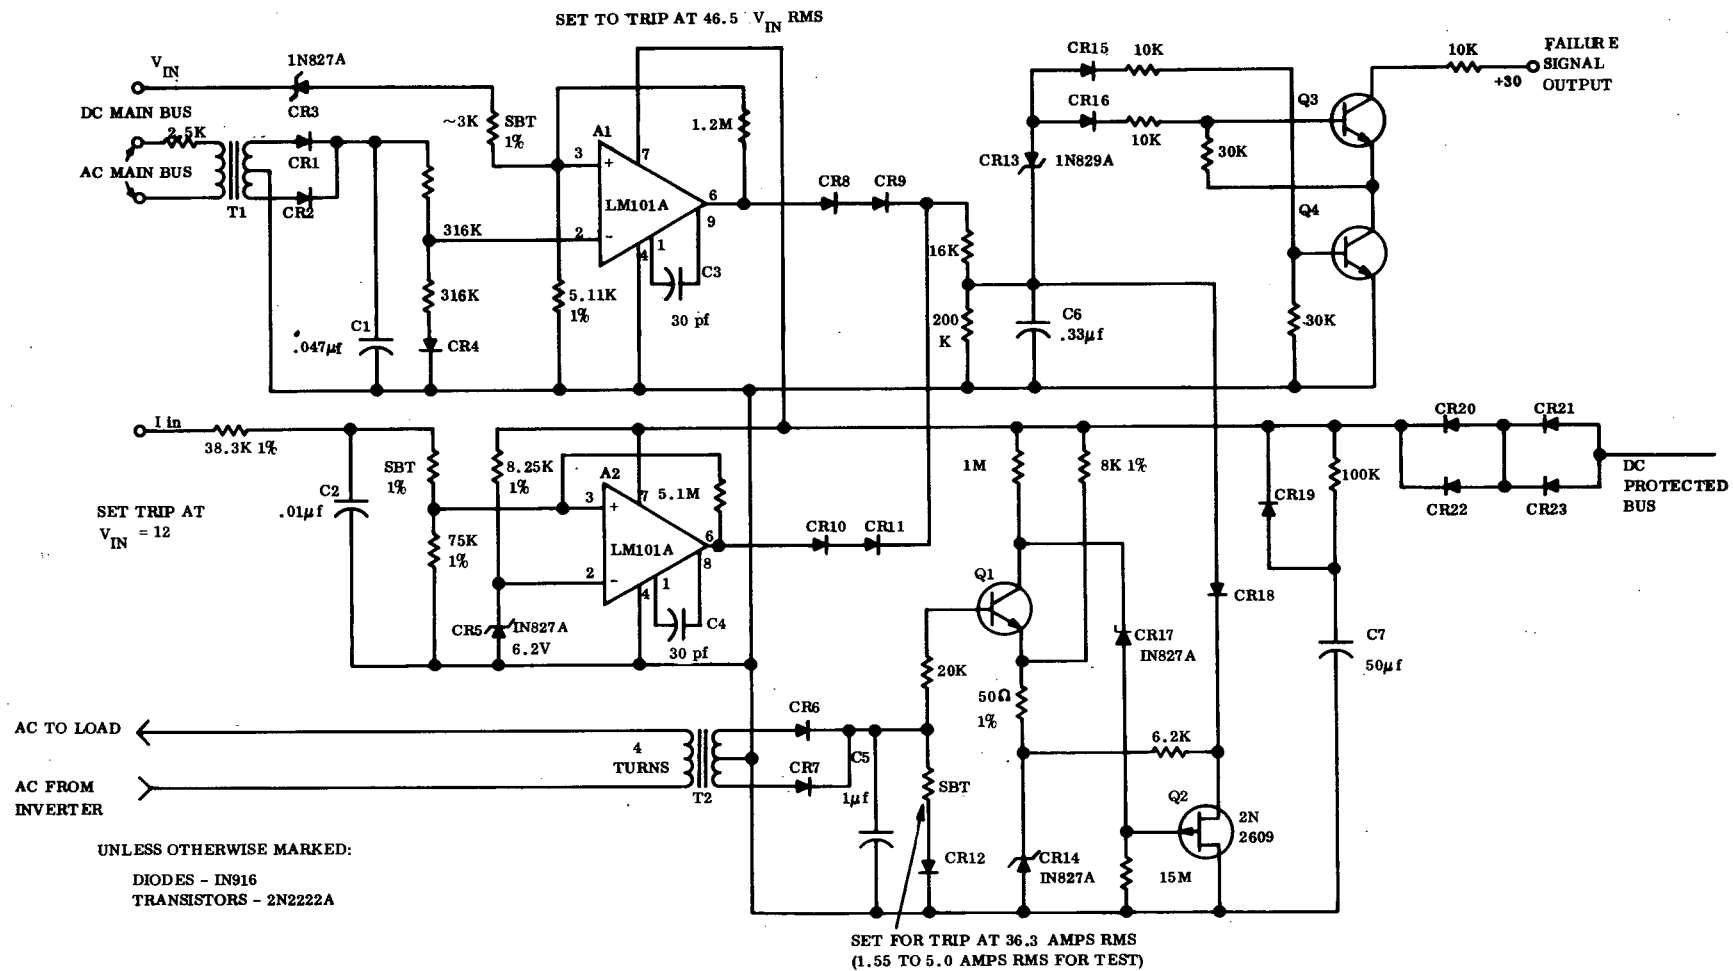 SET TO TRIP AT 46.5 VIN RMS
VIN
1N827A
CR3
DC MAIN BUS
2.5K
AC MAIN BUS
T1
CR1
CR2
~3K
SBT
1%
A1
3
+
7
1.2M
LM101A
6
9
2
-
1
4
C3
30 pf
316K
316K
5.11K
1%
C1
.047µf
CR4
CR8
CR9
16K
200
K
C6
.33µf
CR15
10K
CR16
10K
CR13
1N829A
30K
Q3
Q4
30K
10K
+30
FAILURE
SIGNAL
OUTPUT
I in
38.3K 1%
SBT
1%
C2
.01µf
SET TRIP AT
VIN = 12
75K
1%
8.25K
1%
A2
3
+
7
5.1M
LM101A
6
8
2
-
1
4
C4
30 pf
CR5
IN827A
6.2V
CR10
CR11
1M
8K 1%
Q1
20K
50Ω
1%
CR17
IN827A
CR18
CR19
100K
C7
50µf
CR20
CR21
CR22
CR23
DC
PROTECTED
BUS
AC TO LOAD
AC FROM
INVERTER
4
TURNS
T2
CR6
CR7
C5
1µf
SBT
CR12
CR14
IN827A
6.2K
Q2
2N
2609
15M
UNLESS OTHERWISE MARKED:
DIODES - IN916
TRANSISTORS - 2N2222A
SET FOR TRIP AT 36.3 AMPS RMS
(1.55 TO 5.0 AMPS RMS FOR TEST)